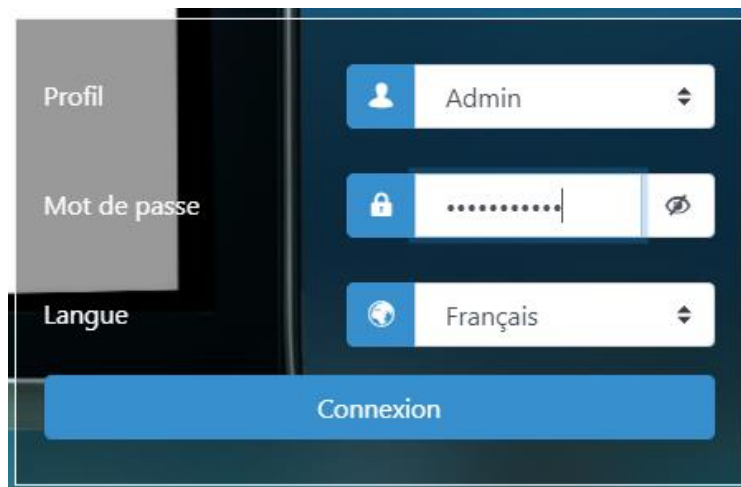 Profil
Admin
Mot de passe
•••••••••••
Langue
Français
Connexion